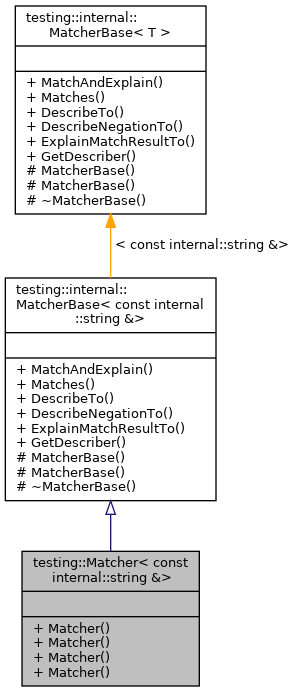 testing::internal::
MatcherBase< T >
+ MatchAndExplain()
+ Matches()
+ DescribeTo()
+ DescribeNegationTo()
+ ExplainMatchResultTo()
+ GetDescriber()
# MatcherBase()
# MatcherBase()
# ~MatcherBase()
< const internal::string &>
testing::internal::
MatcherBase< const internal
::string &>
+ MatchAndExplain()
+ Matches()
+ DescribeTo()
+ DescribeNegationTo()
+ ExplainMatchResultTo()
+ GetDescriber()
# MatcherBase()
# MatcherBase()
# ~MatcherBase()
testing::Matcher< const
internal::string &>
+ Matcher()
+ Matcher()
+ Matcher()
+ Matcher()